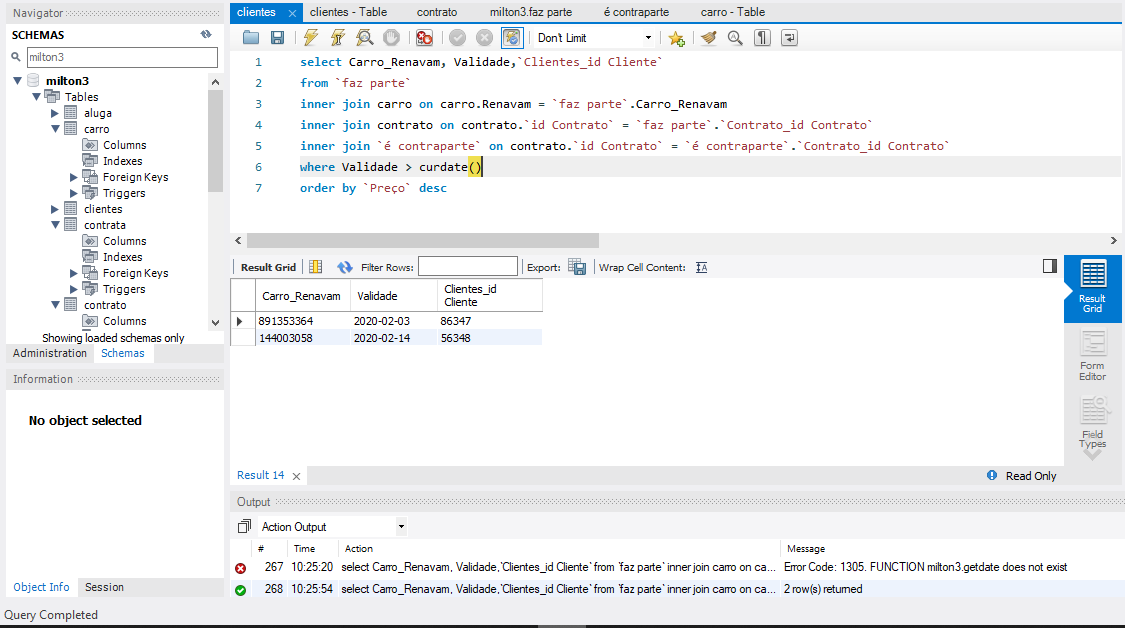 Navigator
SCHEMAS
milton3
milton3
Tables
aluga
carro
Columns
Indexes
Foreign Keys
Triggers
clientes
contrata
Columns
Indexes
Foreign Keys
Triggers
contrato
Columns
Showing loaded schemas only
Administration Schemas
Information
No object selected
Object Info Session
Query Completed
clientes clientes - Table contrato milton3.faz parte é contraparte carro - Table
Don't Limit
1 select Carro_Renavam, Validade,`Clientes_id Cliente`
2 from `faz parte`
3 inner join carro on carro.Renavam = `faz parte`.Carro_Renavam
4 inner join contrato on contrato.`id Contrato` = `faz parte`.`Contrato_id Contrato`
5 inner join `é contraparte` on contrato.`id Contrato` = `é contraparte`.`Contrato_id Contrato`
6 where Validade > curdate()
7 order by `Preço` desc
Result Grid Filter Rows: Export: Wrap Cell Content:
Carro_Renavam Validade Clientes_id
Cliente
891353364 2020-02-03 86347
144003058 2020-02-14 56348
Result
Grid
Form
Editor
Field
Types
Result 14 Read Only
Output
Action Output
# Time Action Message
267 10:25:20 select Carro_Renavam, Validade,`Clientes_id Cliente` from `faz parte` inner join carro on ca... Error Code: 1305. FUNCTION milton3.getdate does not exist
268 10:25:54 select Carro_Renavam, Validade,`Clientes_id Cliente` from `faz parte` inner join carro on ca... 2 row(s) returned